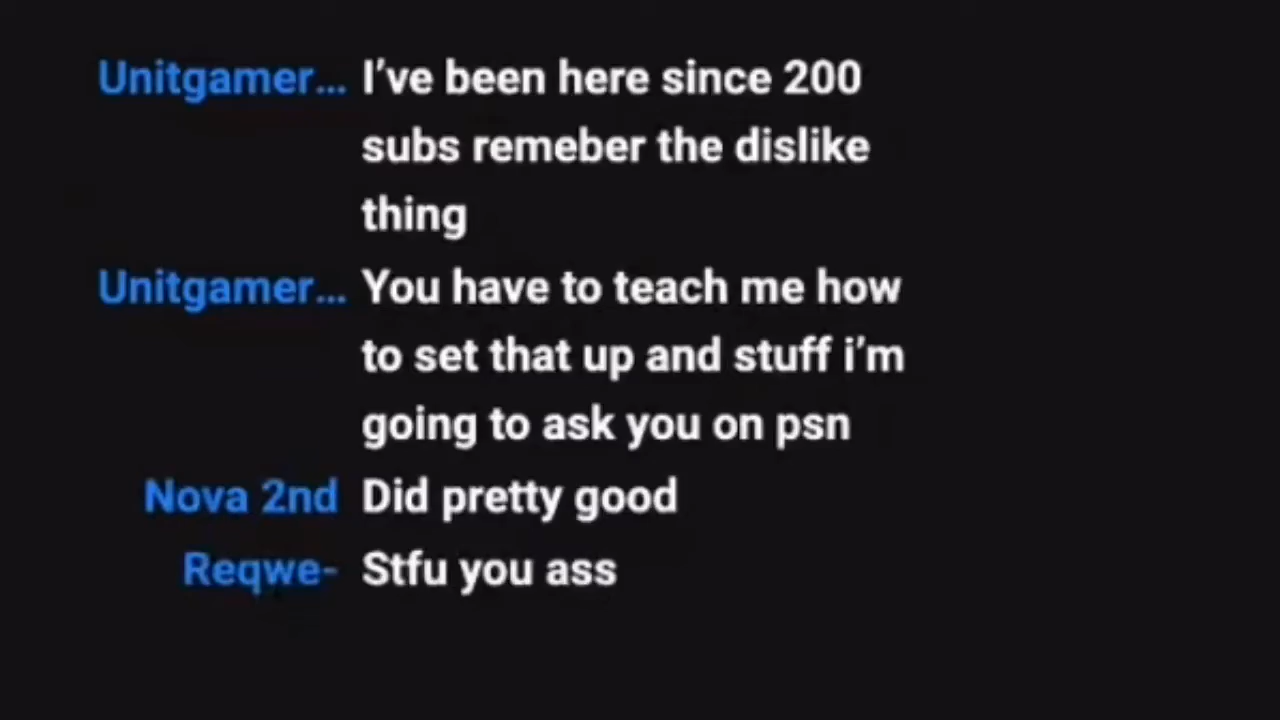 Unitgamer... I've been here since 200
subs remeber the dislike
thing
Unitgamer... You have to teach me how
to set that up and stuff i'm
going to ask you on psn
Nova 2nd Did pretty good
Reqwe- Stfu you ass